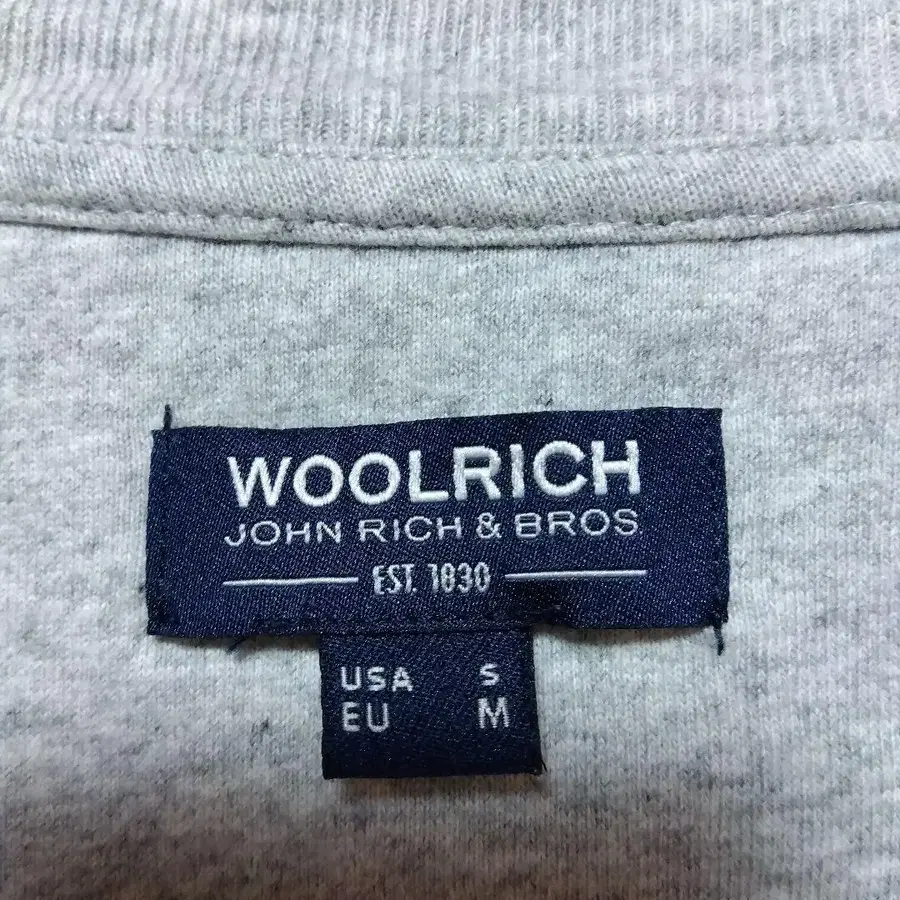 WOOLRICH
JOHN RICH & BROS
EST. 1830
USA S
EU M